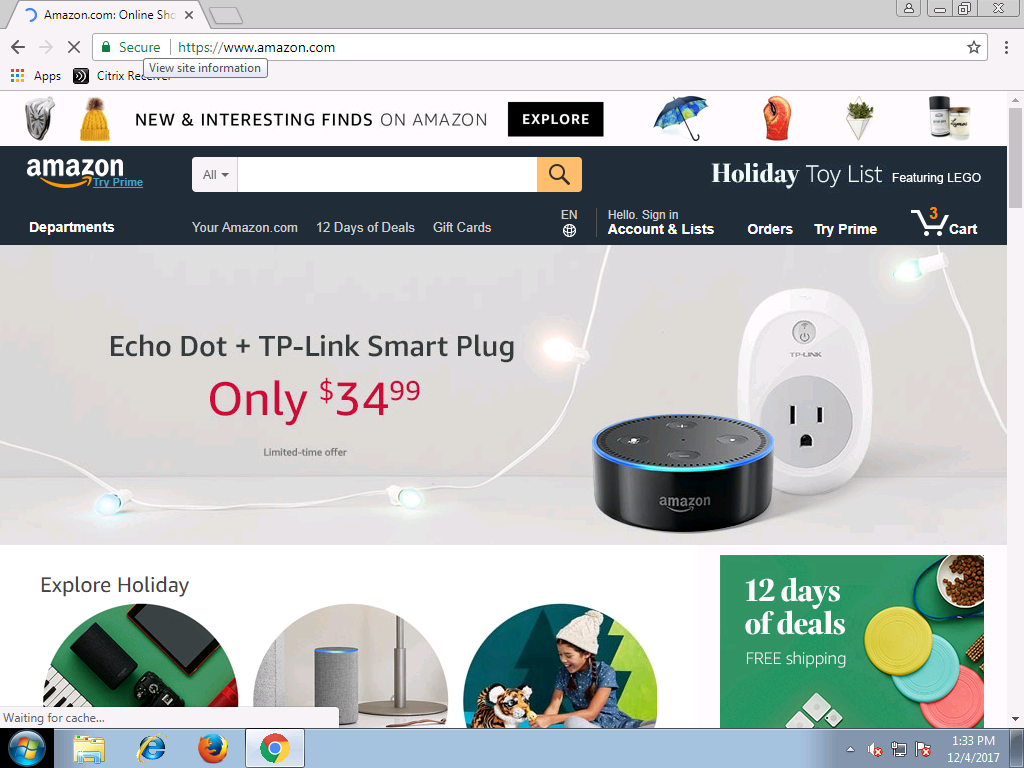 Amazon.com: Online Sho
Secure https://www.amazon.com
View site information
Apps Citrix Receiver
NEW & INTERESTING FINDS ON AMAZON EXPLORE
amazon
Try Prime
All
Holiday Toy List Featuring LEGO
Departments
Your Amazon.com 12 Days of Deals Gift Cards
EN
Hello. Sign in
Account & Lists
Orders Try Prime
3
Cart
Echo Dot + TP-Link Smart Plug
Only $34.99
Limited-time offer
TP-LINK
amazon
Explore Holiday
12 days
of deals
FREE shipping
Waiting for cache...
1:33 PM
12/4/2017